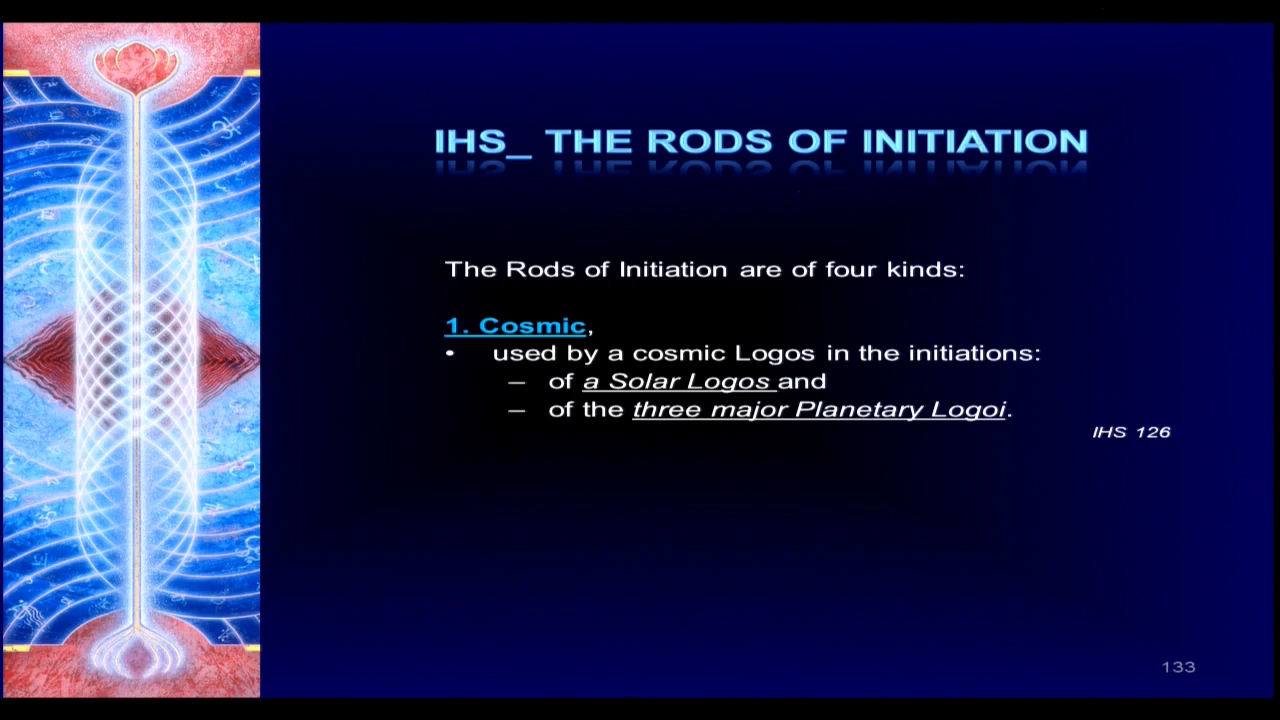 IHS_ THE RODS OF INITIATION
The Rods of Initiation are of four kinds:
1. Cosmic,
• used by a cosmic Logos in the initiations:
– of a Solar Logos and
– of the three major Planetary Logoi.
IHS 126
133